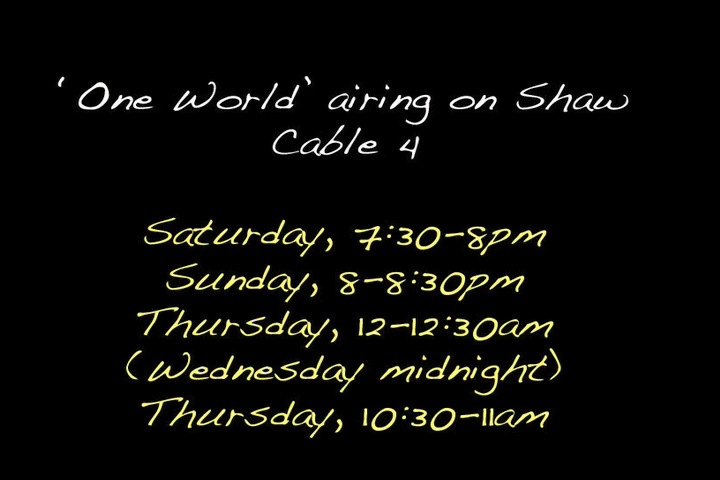 ‘One World’ airing on Shaw
Cable 4
Saturday, 7:30-8pm
Sunday, 8-8:30pm
Thursday, 12-12:30am
(Wednesday midnight)
Thursday, 10:30-11am